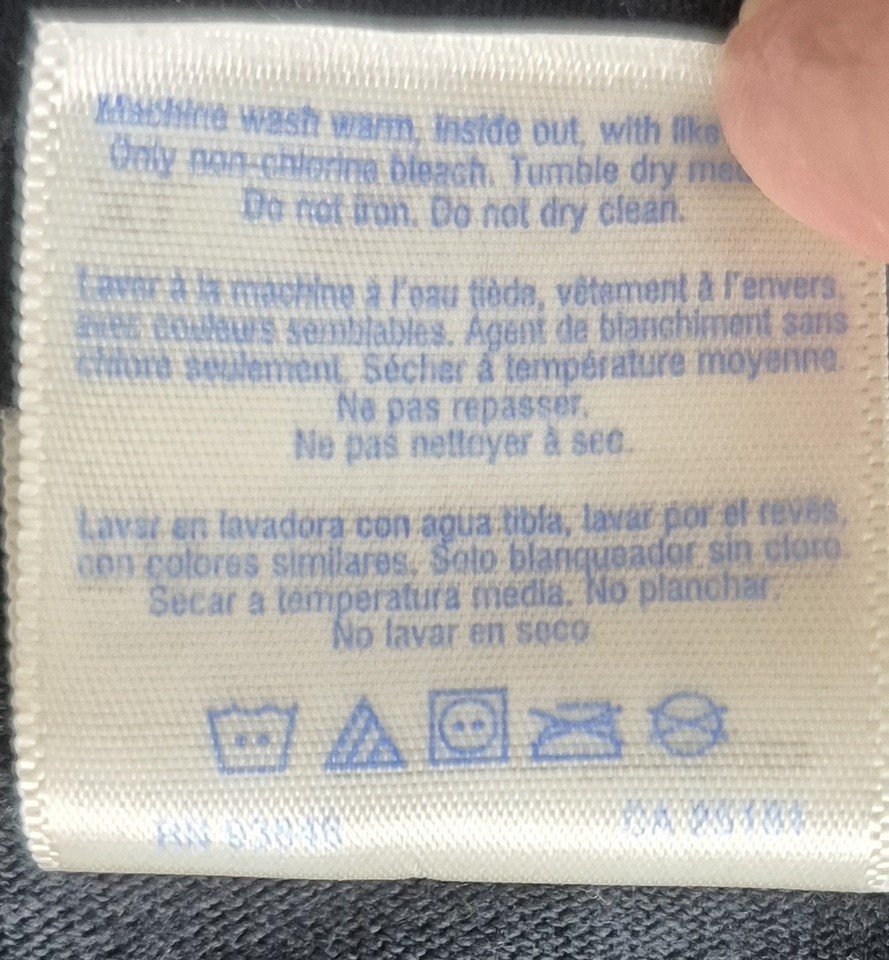 Machine wash warm, inside out, with like
Only non-chlorine bleach. Tumble dry
Do not iron. Do not dry clean.
Laver à la machine à l'eau tiède, vêtement à l'envers
avec couleurs semblables. Agent de blanchiment sans
chlore seulement. Sécher à température moyenne.
Ne pas repasser.
Ne pas nettoyer à sec.
Lavar en lavadora con agua tibia, lavar por el revés,
con colores similares. Solo blanqueador sin cloro.
Secar a temperatura media. No planchar.
No lavar en seco
RN
CA